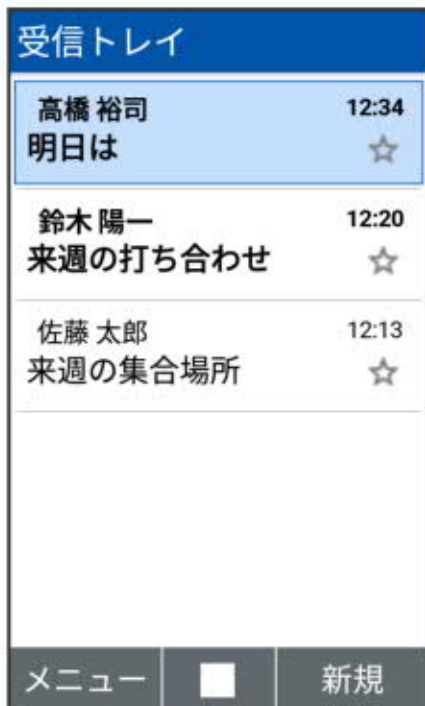 受信トレイ
高橋 裕司 12:34
明日は
鈴木 陽一 12:20
来週の打ち合わせ
佐藤 太郎 12:13
来週の集合場所
メニュー 新規